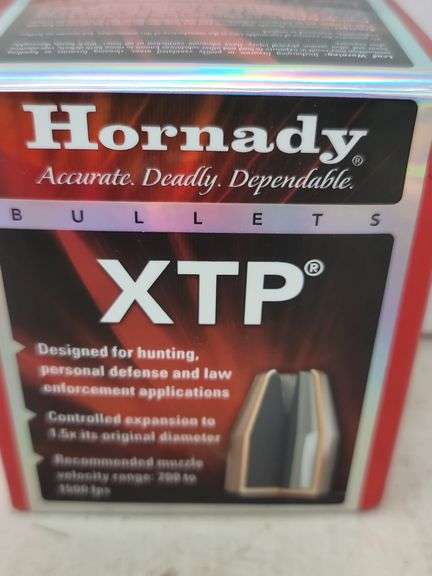 Hornady®
Accurate. Deadly. Dependable.
BULLETS
XTP®
Designed for hunting,
personal defense and law
enforcement applications
Controlled expansion to
1.5x its original diameter
Recommended muzzle
velocity range: 700 to
1500 fps